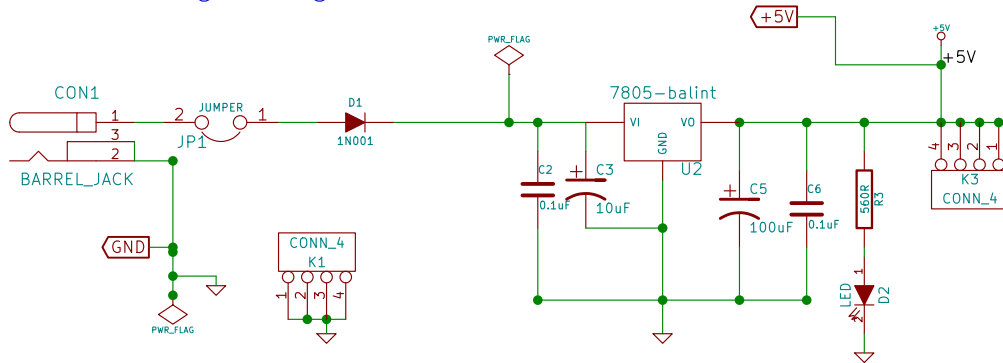 +5V
+5V
+5V
PWR_FLAG
CON1
1
3
2
BARREL_JACK
2
JUMPER
1
JP1
D1
1N001
7805-balint
VI
VO
GND
U2
C2
0.1uF
C3
10uF
C5
100uF
C6
0.1uF
560R
R3
4
3
2
1
K3
CONN_4
GND
PWR_FLAG
CONN_4
K1
1
2
3
4
LED
1
2
D2